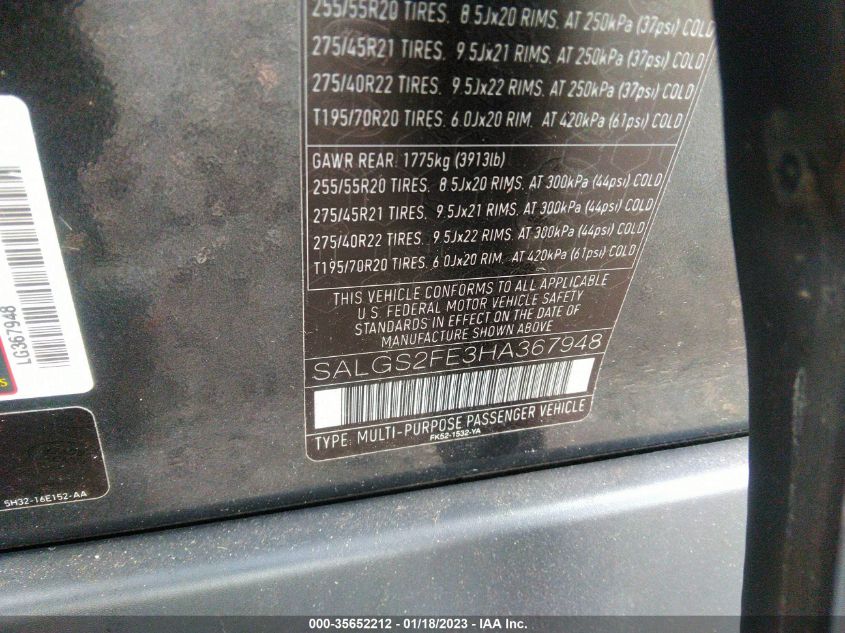 255/55R20 TIRES. 8.5Jx20 RIMS. AT 250kPa (37psi) COLD
275/45R21 TIRES. 9.5Jx21 RIMS. AT 250kPa (37psi) COLD
275/40R22 TIRES. 9.5Jx22 RIMS. AT 250kPa (37psi) COLD
T195/70R20 TIRES. 6.0Jx20 RIM. AT 420kPa (61psi) COLD
GAWR REAR: 1775kg (3913lb)
255/55R20 TIRES. 8.5Jx20 RIMS. AT 300kPa (44psi) COLD
275/45R21 TIRES. 9.5Jx21 RIMS. AT 300kPa (44psi) COLD
275/40R22 TIRES. 9.5Jx22 RIMS. AT 300kPa (44psi) COLD
T195/70R20 TIRES. 6.0Jx20 RIM. AT 420kPa (61psi) COLD
THIS VEHICLE CONFORMS TO ALL APPLICABLE
U.S. FEDERAL MOTOR VEHICLE SAFETY
STANDARDS IN EFFECT ON THE DATE OF
MANUFACTURE SHOWN ABOVE
SALGS2FE3HA367948
TYPE: MULTI-PURPOSE PASSENGER VEHICLE
FK52-1532-YA
LG367948
SH32-16E152-AA
000-35652212 - 01/18/2023 - IAA Inc.